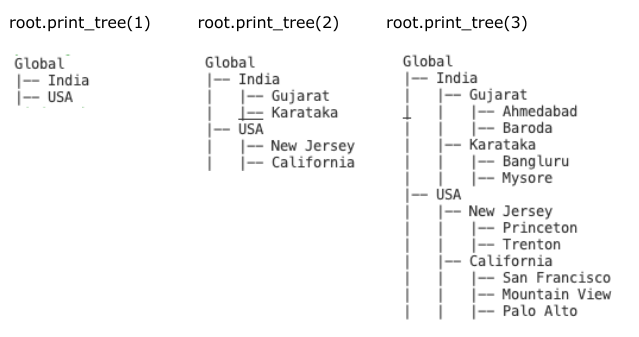 root.print_tree(1)
Global
|-- India
|-- USA
root.print_tree(2)
Global
|-- India
|   |-- Gujarat
|   |-- Karataka
|-- USA
|   |-- New Jersey
|   |-- California
root.print_tree(3)
Global
|-- India
|   |-- Gujarat
|   |   |-- Ahmedabad
|   |   |-- Baroda
|   |-- Karataka
|   |   |-- Bangluru
|   |   |-- Mysore
|-- USA
|   |-- New Jersey
|   |   |-- Princeton
|   |   |-- Trenton
|   |-- California
|   |   |-- San Francisco
|   |   |-- Mountain View
|   |   |-- Palo Alto